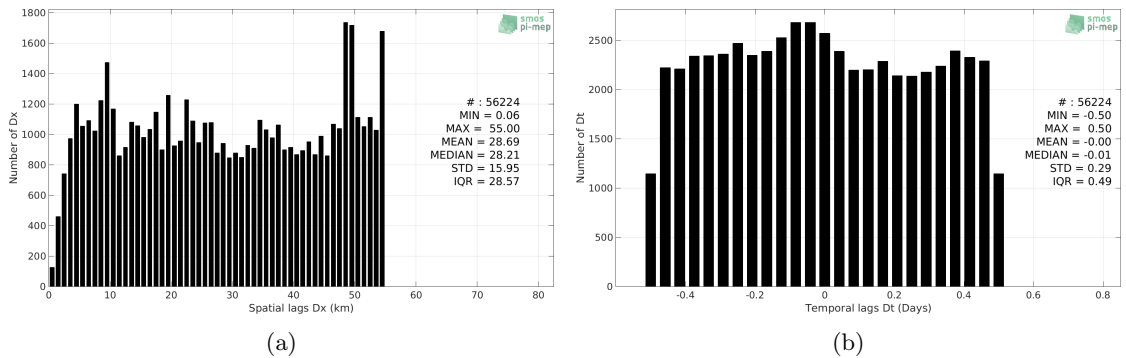 1800
1600
1400
1200
1000
800
600
400
200
0
0 10 20 30 40 50 60 70 80
Number of Dx
Spatial lags Dx (km)
smos
pi-mep
# : 56224
MIN = 0.06
MAX = 55.00
MEAN = 28.69
MEDIAN = 28.21
STD = 15.95
IQR = 28.57
(a)
2500
2000
1500
1000
500
0
-0.4 -0.2 0 0.2 0.4 0.6 0.8
Number of Dt
Temporal lags Dt (Days)
smos
pi-mep
# : 56224
MIN = -0.50
MAX = 0.50
MEAN = -0.00
MEDIAN = -0.01
STD = 0.29
IQR = 0.49
(b)